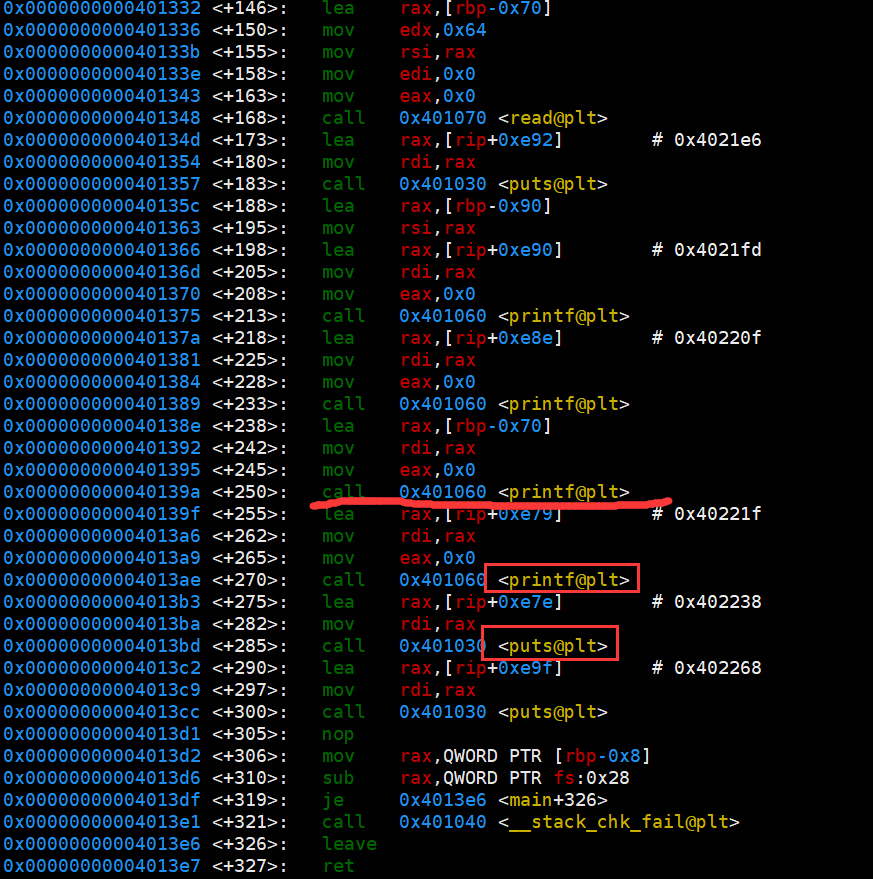 0x0000000000401332 <+146>: lea rax,[rbp-0x70]
0x0000000000401336 <+150>: mov edx,0x64
0x000000000040133b <+155>: mov rsi,rax
0x000000000040133e <+158>: mov edi,0x0
0x0000000000401343 <+163>: mov eax,0x0
0x0000000000401348 <+168>: call 0x401070 <read@plt>
0x000000000040134d <+173>: lea rax,[rip+0xe92] # 0x4021e6
0x0000000000401354 <+180>: mov rdi,rax
0x0000000000401357 <+183>: call 0x401030 <puts@plt>
0x000000000040135c <+188>: lea rax,[rbp-0x90]
0x0000000000401363 <+195>: mov rsi,rax
0x0000000000401366 <+198>: lea rax,[rip+0xe90] # 0x4021fd
0x000000000040136d <+205>: mov rdi,rax
0x0000000000401370 <+208>: mov eax,0x0
0x0000000000401375 <+213>: call 0x401060 <printf@plt>
0x000000000040137a <+218>: lea rax,[rip+0xe8e] # 0x40220f
0x0000000000401381 <+225>: mov rdi,rax
0x0000000000401384 <+228>: mov eax,0x0
0x0000000000401389 <+233>: call 0x401060 <printf@plt>
0x000000000040138e <+238>: lea rax,[rbp-0x70]
0x0000000000401392 <+242>: mov rdi,rax
0x0000000000401395 <+245>: mov eax,0x0
0x000000000040139a <+250>: call 0x401060 <printf@plt>
0x000000000040139f <+255>: lea rax,[rip+0xe79] # 0x40221f
0x00000000004013a6 <+262>: mov rdi,rax
0x00000000004013a9 <+265>: mov eax,0x0
0x00000000004013ae <+270>: call 0x401060 <printf@plt>
0x00000000004013b3 <+275>: lea rax,[rip+0xe7e] # 0x402238
0x00000000004013ba <+282>: mov rdi,rax
0x00000000004013bd <+285>: call 0x401030 <puts@plt>
0x00000000004013c2 <+290>: lea rax,[rip+0xe9f] # 0x402268
0x00000000004013c9 <+297>: mov rdi,rax
0x00000000004013cc <+300>: call 0x401030 <puts@plt>
0x00000000004013d1 <+305>: nop
0x00000000004013d2 <+306>: mov rax,QWORD PTR [rbp-0x8]
0x00000000004013d6 <+310>: sub rax,QWORD PTR fs:0x28
0x00000000004013df <+319>: je 0x4013e6 <main+326>
0x00000000004013e1 <+321>: call 0x401040 <__stack_chk_fail@plt>
0x00000000004013e6 <+326>: leave
0x00000000004013e7 <+327>: ret